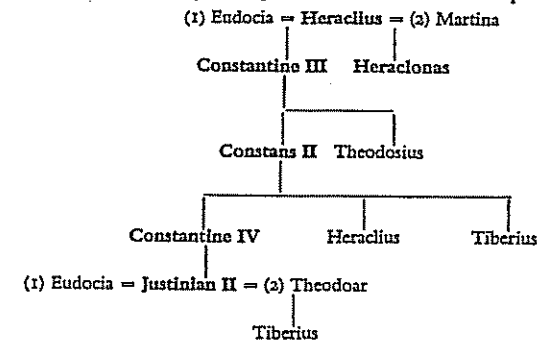 (1) Eudocia = Heraclius = (2) Martina
Constantine III Heraclonas
Constans II Theodosius
Constantine IV Heraclius Tiberius
(1) Eudocia = Justinian II = (2) Theodoar
Tiberius